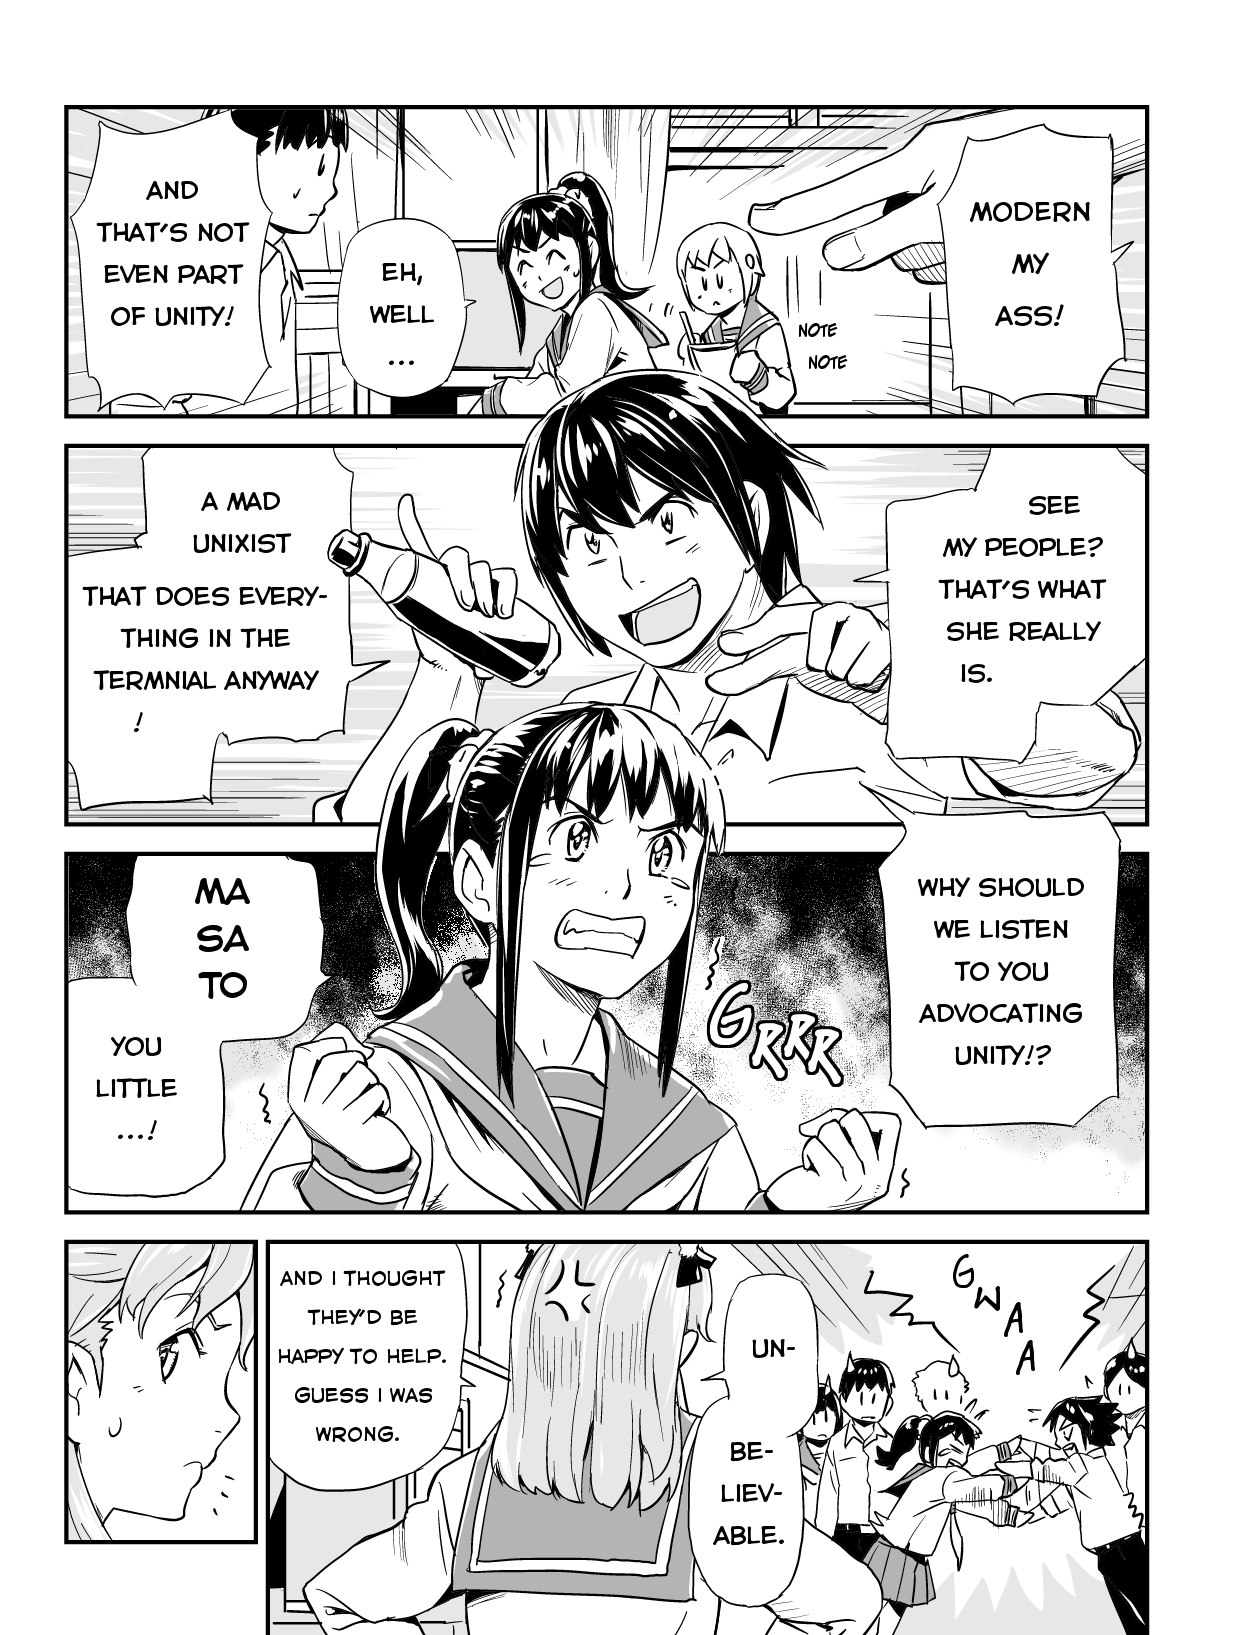 MODERN
MY
ASS!
NOTE
NOTE
EH,
WELL
...
AND
THAT'S NOT
EVEN PART
OF UNITY!
SEE
MY PEOPLE?
THAT'S WHAT
SHE REALLY
IS.
A MAD
UNIXIST
THAT DOES EVERY-
THING IN THE
TERMNIAL ANYWAY
!
WHY SHOULD
WE LISTEN
TO YOU
ADVOCATING
UNITY!?
GRRR
MA
SA
TO
YOU
LITTLE
...!
GWAA
UN-
BE-
LIEV-
ABLE.
AND I THOUGHT
THEY'D BE
HAPPY TO HELP.
GUESS I WAS
WRONG.